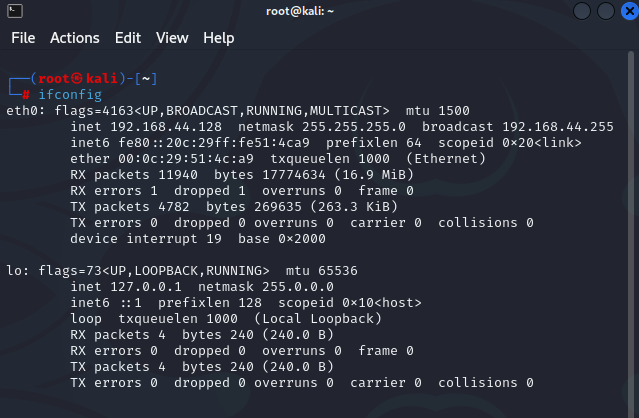 root@kali: ~
File Actions Edit View Help
┌──(root㉿kali)-[~]
└─# ifconfig
eth0: flags=4163<UP,BROADCAST,RUNNING,MULTICAST>  mtu 1500
        inet 192.168.44.128  netmask 255.255.255.0  broadcast 192.168.44.255
        inet6 fe80::20c:29ff:fe51:4ca9  prefixlen 64  scopeid 0×20<link>
        ether 00:0c:29:51:4c:a9  txqueuelen 1000  (Ethernet)
        RX packets 11940  bytes 17774634 (16.9 MiB)
        RX errors 1  dropped 1  overruns 0  frame 0
        TX packets 4782  bytes 269635 (263.3 KiB)
        TX errors 0  dropped 0 overruns 0  carrier 0  collisions 0
        device interrupt 19  base 0×2000
lo: flags=73<UP,LOOPBACK,RUNNING>  mtu 65536
        inet 127.0.0.1  netmask 255.0.0.0
        inet6 ::1  prefixlen 128  scopeid 0×10<host>
        loop  txqueuelen 1000  (Local Loopback)
        RX packets 4  bytes 240 (240.0 B)
        RX errors 0  dropped 0  overruns 0  frame 0
        TX packets 4  bytes 240 (240.0 B)
        TX errors 0  dropped 0 overruns 0  carrier 0  collisions 0